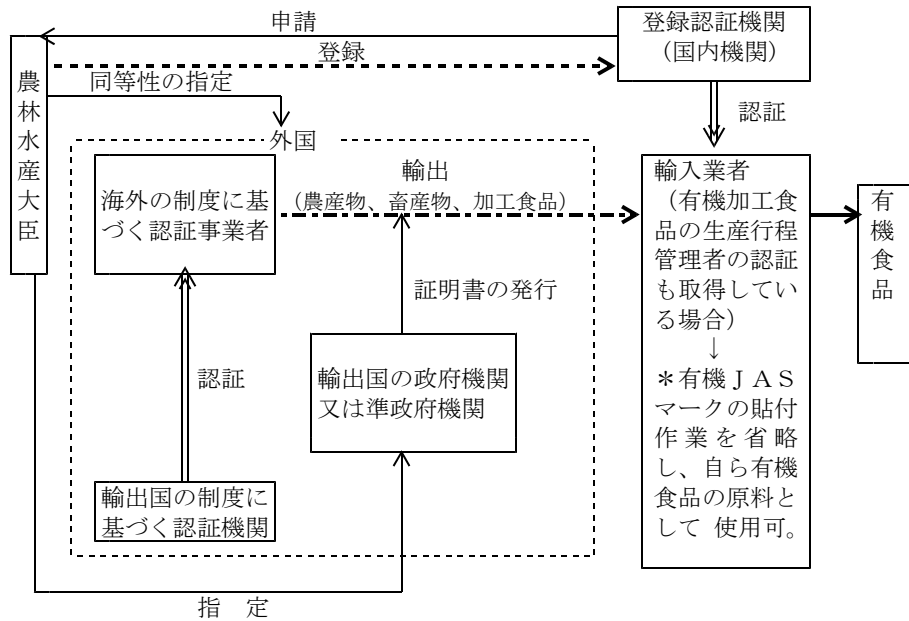 申請
登録認証機関
（国内機関）
登録
農林水産大臣
同等性の指定
認証
外国
輸出
（農産物、畜産物、加工食品）
海外の制度に基
づく認証事業者
輸入業者
（有機加工食
品の生産行程
管理者の認証
も取得してい
る場合）
↓
＊有機ＪＡＳ
マークの貼付
作業を省略
し、自ら有機
食品の原料と
して 使用可。
有機食品
証明書の発行
認証
輸出国の政府機関
又は準政府機関
輸出国の制度に
基づく認証機関
指　定